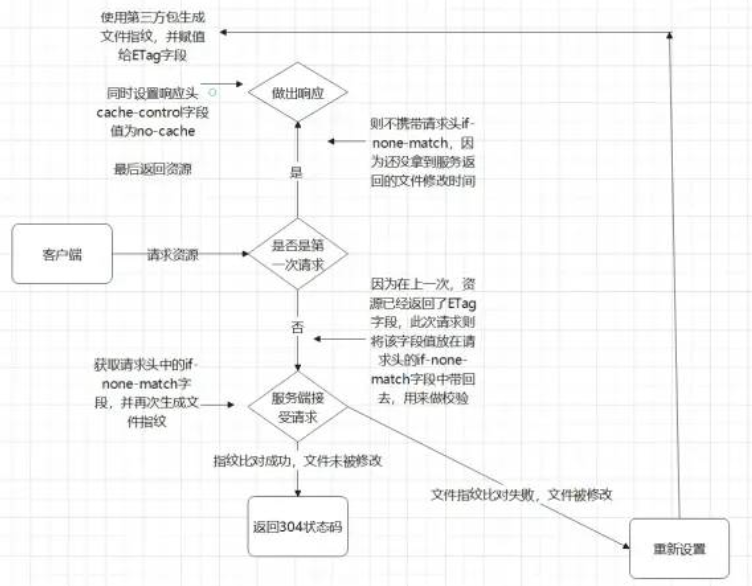 使用第三方包生成
文件指纹，并赋值
给ETag字段
同时设置响应头
cache-control字段
值为no-cache
最后返回资源
做出响应
则不携带请求头if-
none-match，因
为还没拿到服务返
回的文件修改时间
是
客户端
请求资源
是否是第
一次请求
因为在上一次，资
源已经返回了ETag
字段，此次请求则
将该字段值放在请
求头的if-none-
match字段中带回
去，用来做校验
否
获取请求头中的if-
none-match字
段，并再次生成文
件指纹
服务端接
受请求
指纹比对成功，文件未被修改
文件指纹比对失败，文件被修改
返回304状态码
重新设置